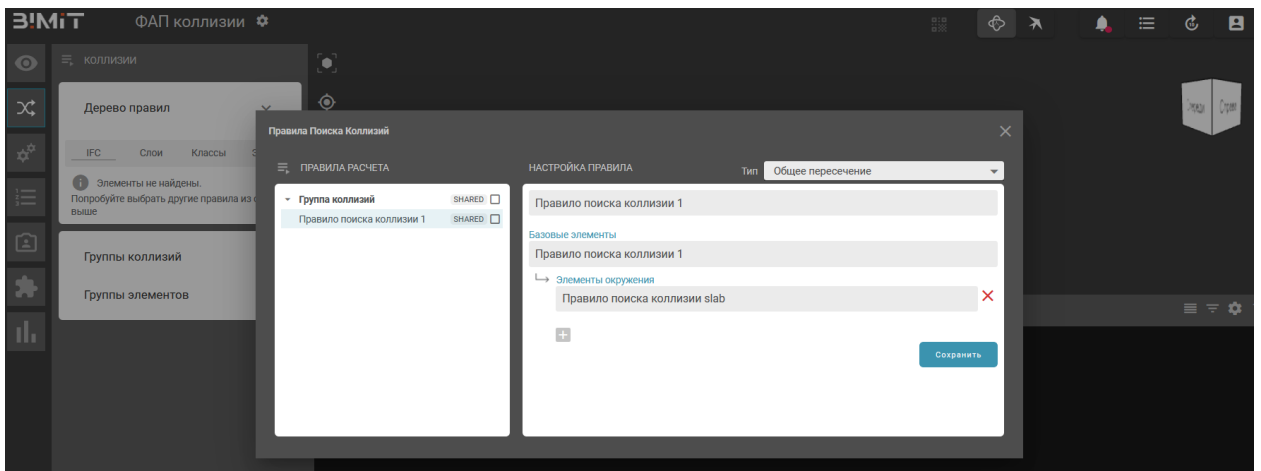 BIMiT
ФАП коллизии
КОЛЛИЗИИ
Дерево правил
IFC Слои Классы
Элементы не найдены.
Попробуйте выбрать другие правила из
выше
Группы коллизий
Группы элементов
Правила Поиска Коллизий
ПРАВИЛА РАСЧЕТА
Группа коллизий SHARED
Правило поиска коллизии 1 SHARED
НАСТРОЙКА ПРАВИЛА Тип Общее пересечение
Правило поиска коллизии 1
Базовые элементы
Правило поиска коллизии 1
Элементы окружения
Правило поиска коллизии slab
Сохранить